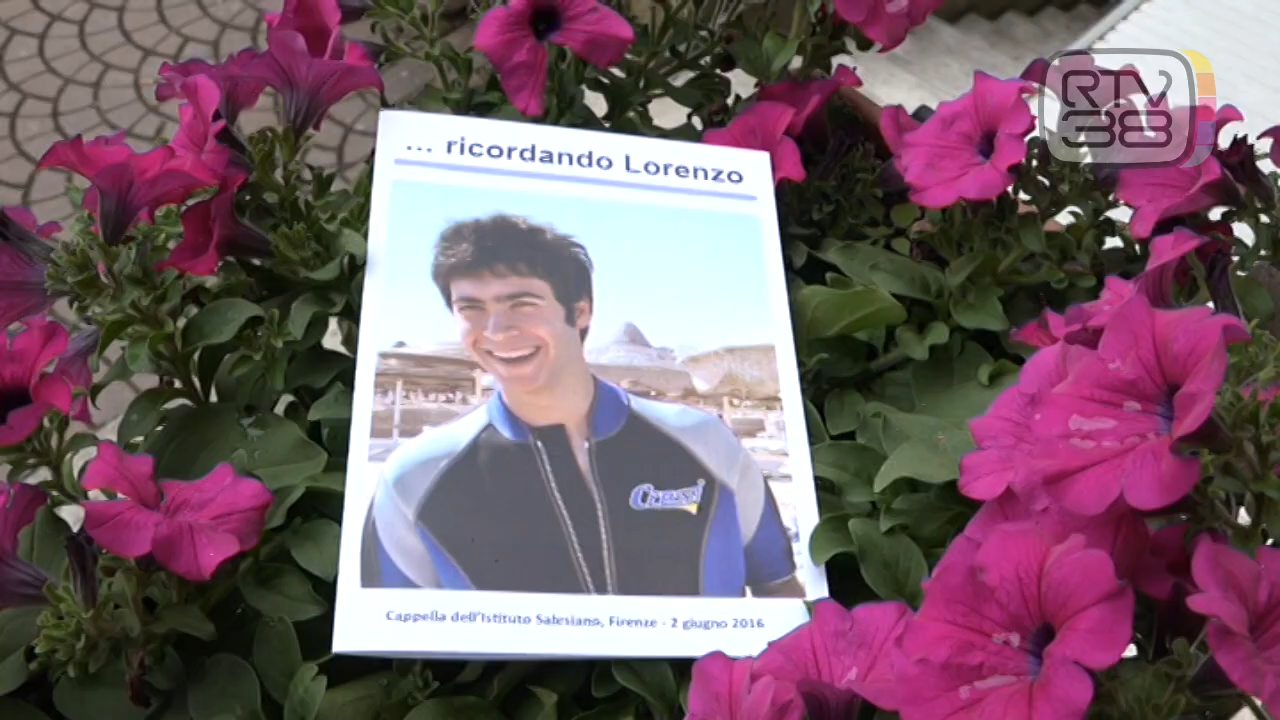 RTV
38
... ricordando Lorenzo
Cressi
Cappella dell'Istituto Salesiano, Firenze - 2 giugno 2016